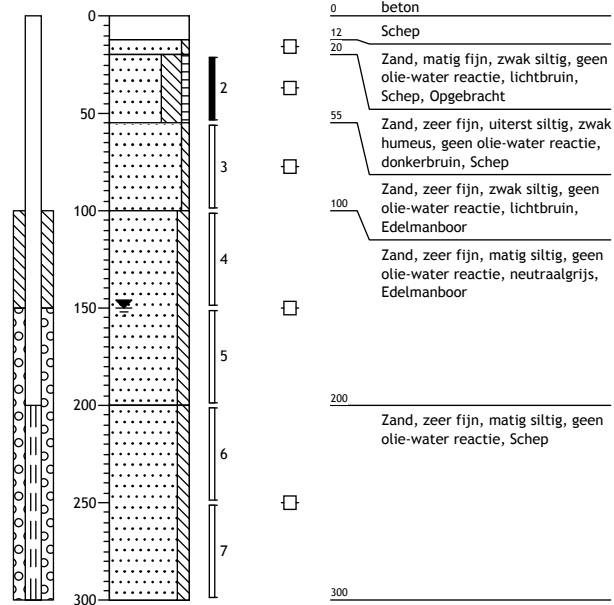 0
50
100
150
200
250
300
2
3
4
5
6
7
0
beton
12
Schep
20
Zand, matig fijn, zwak siltig, geen
olie-water reactie, lichtbruin,
Schep, Opgebracht
55
Zand, zeer fijn, uiterst siltig, zwak
humeus, geen olie-water reactie,
donkerbruin, Schep
Zand, zeer fijn, zwak siltig, geen
olie-water reactie, lichtbruin,
Edelmanboor
100
Zand, zeer fijn, matig siltig, geen
olie-water reactie, neutraalgrijs,
Edelmanboor
200
Zand, zeer fijn, matig siltig, geen
olie-water reactie, Schep
300